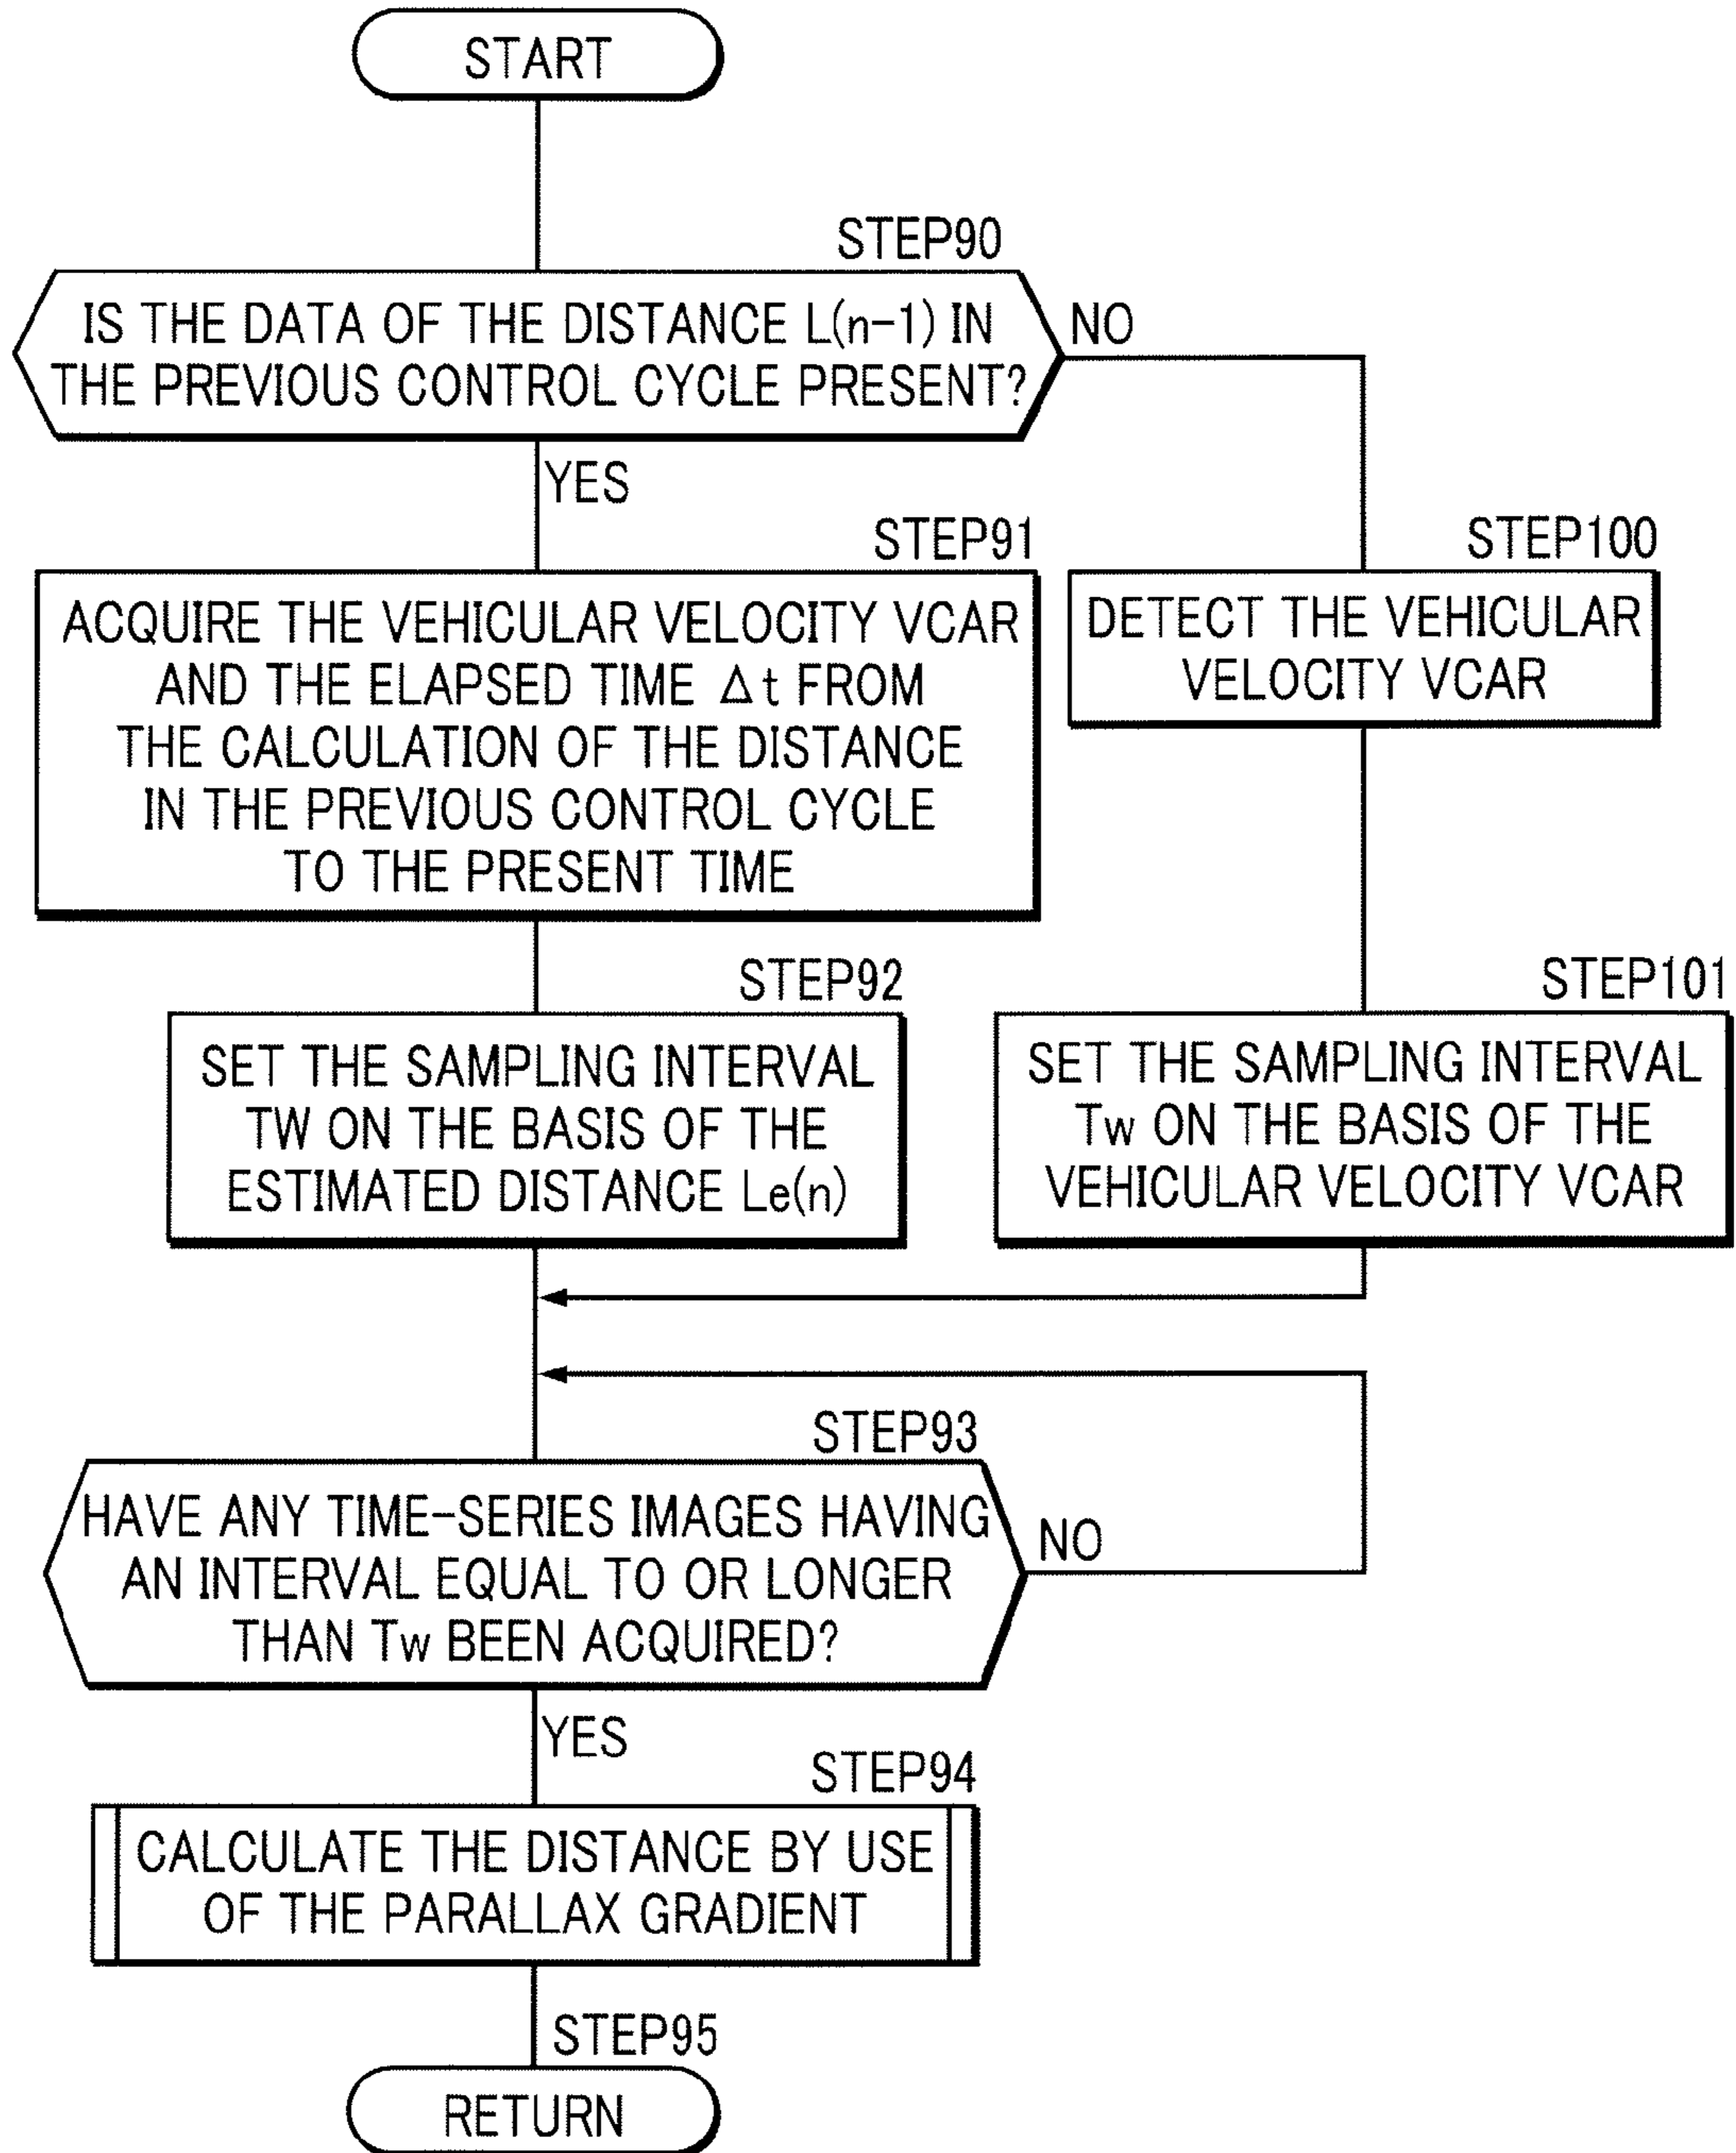 START
STEP90
IS THE DATA OF THE DISTANCE L(n-1) IN
THE PREVIOUS CONTROL CYCLE PRESENT?
NO
YES
STEP91
ACQUIRE THE VEHICULAR VELOCITY VCAR
AND THE ELAPSED TIME Δt FROM
THE CALCULATION OF THE DISTANCE
IN THE PREVIOUS CONTROL CYCLE
TO THE PRESENT TIME
STEP100
DETECT THE VEHICULAR
VELOCITY VCAR
STEP92
SET THE SAMPLING INTERVAL
TW ON THE BASIS OF THE
ESTIMATED DISTANCE Le(n)
STEP101
SET THE SAMPLING INTERVAL
Tw ON THE BASIS OF THE
VEHICULAR VELOCITY VCAR
STEP93
HAVE ANY TIME-SERIES IMAGES HAVING
AN INTERVAL EQUAL TO OR LONGER
THAN Tw BEEN ACQUIRED?
NO
YES
STEP94
CALCULATE THE DISTANCE BY USE
OF THE PARALLAX GRADIENT
STEP95
RETURN